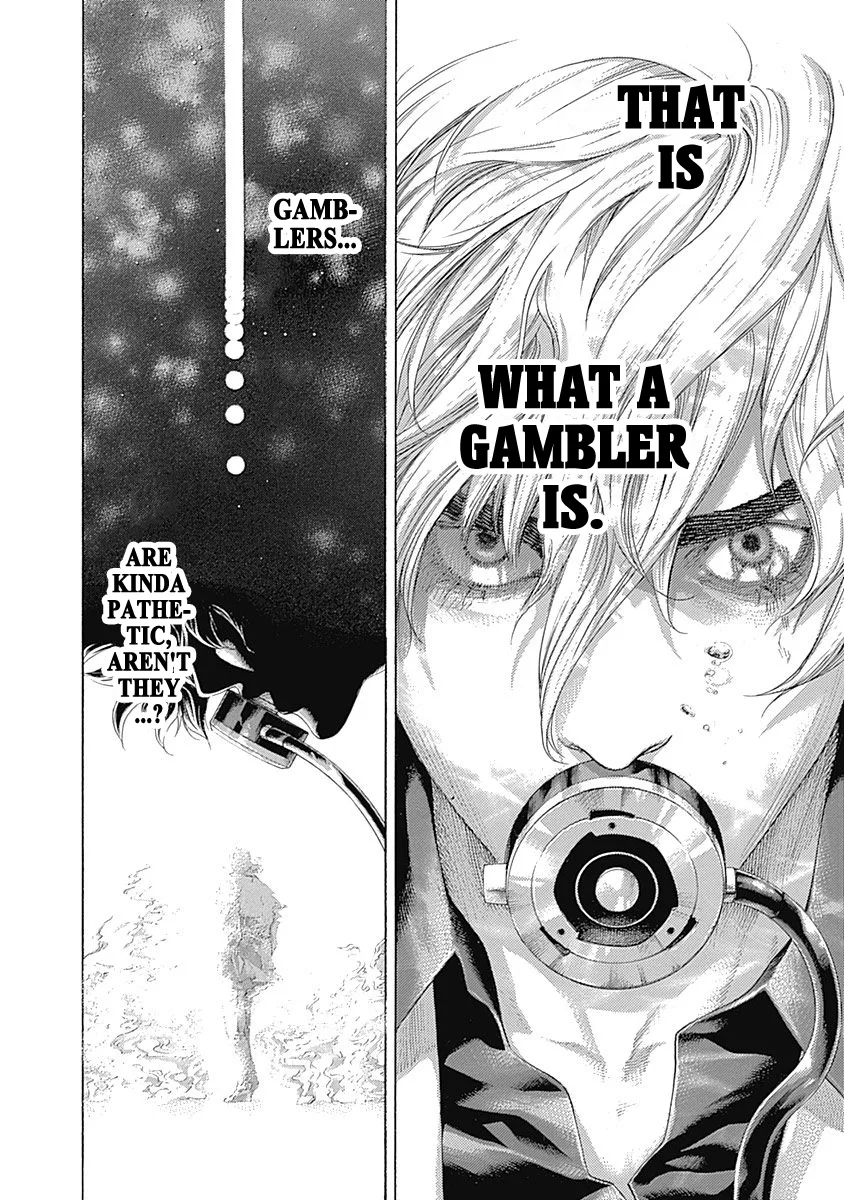 THAT
IS
WHAT A
GAMBLER
IS.
GAMB-
LERS...
ARE
KINDA
PATHE-
TIC,
AREN'T
THEY
...?